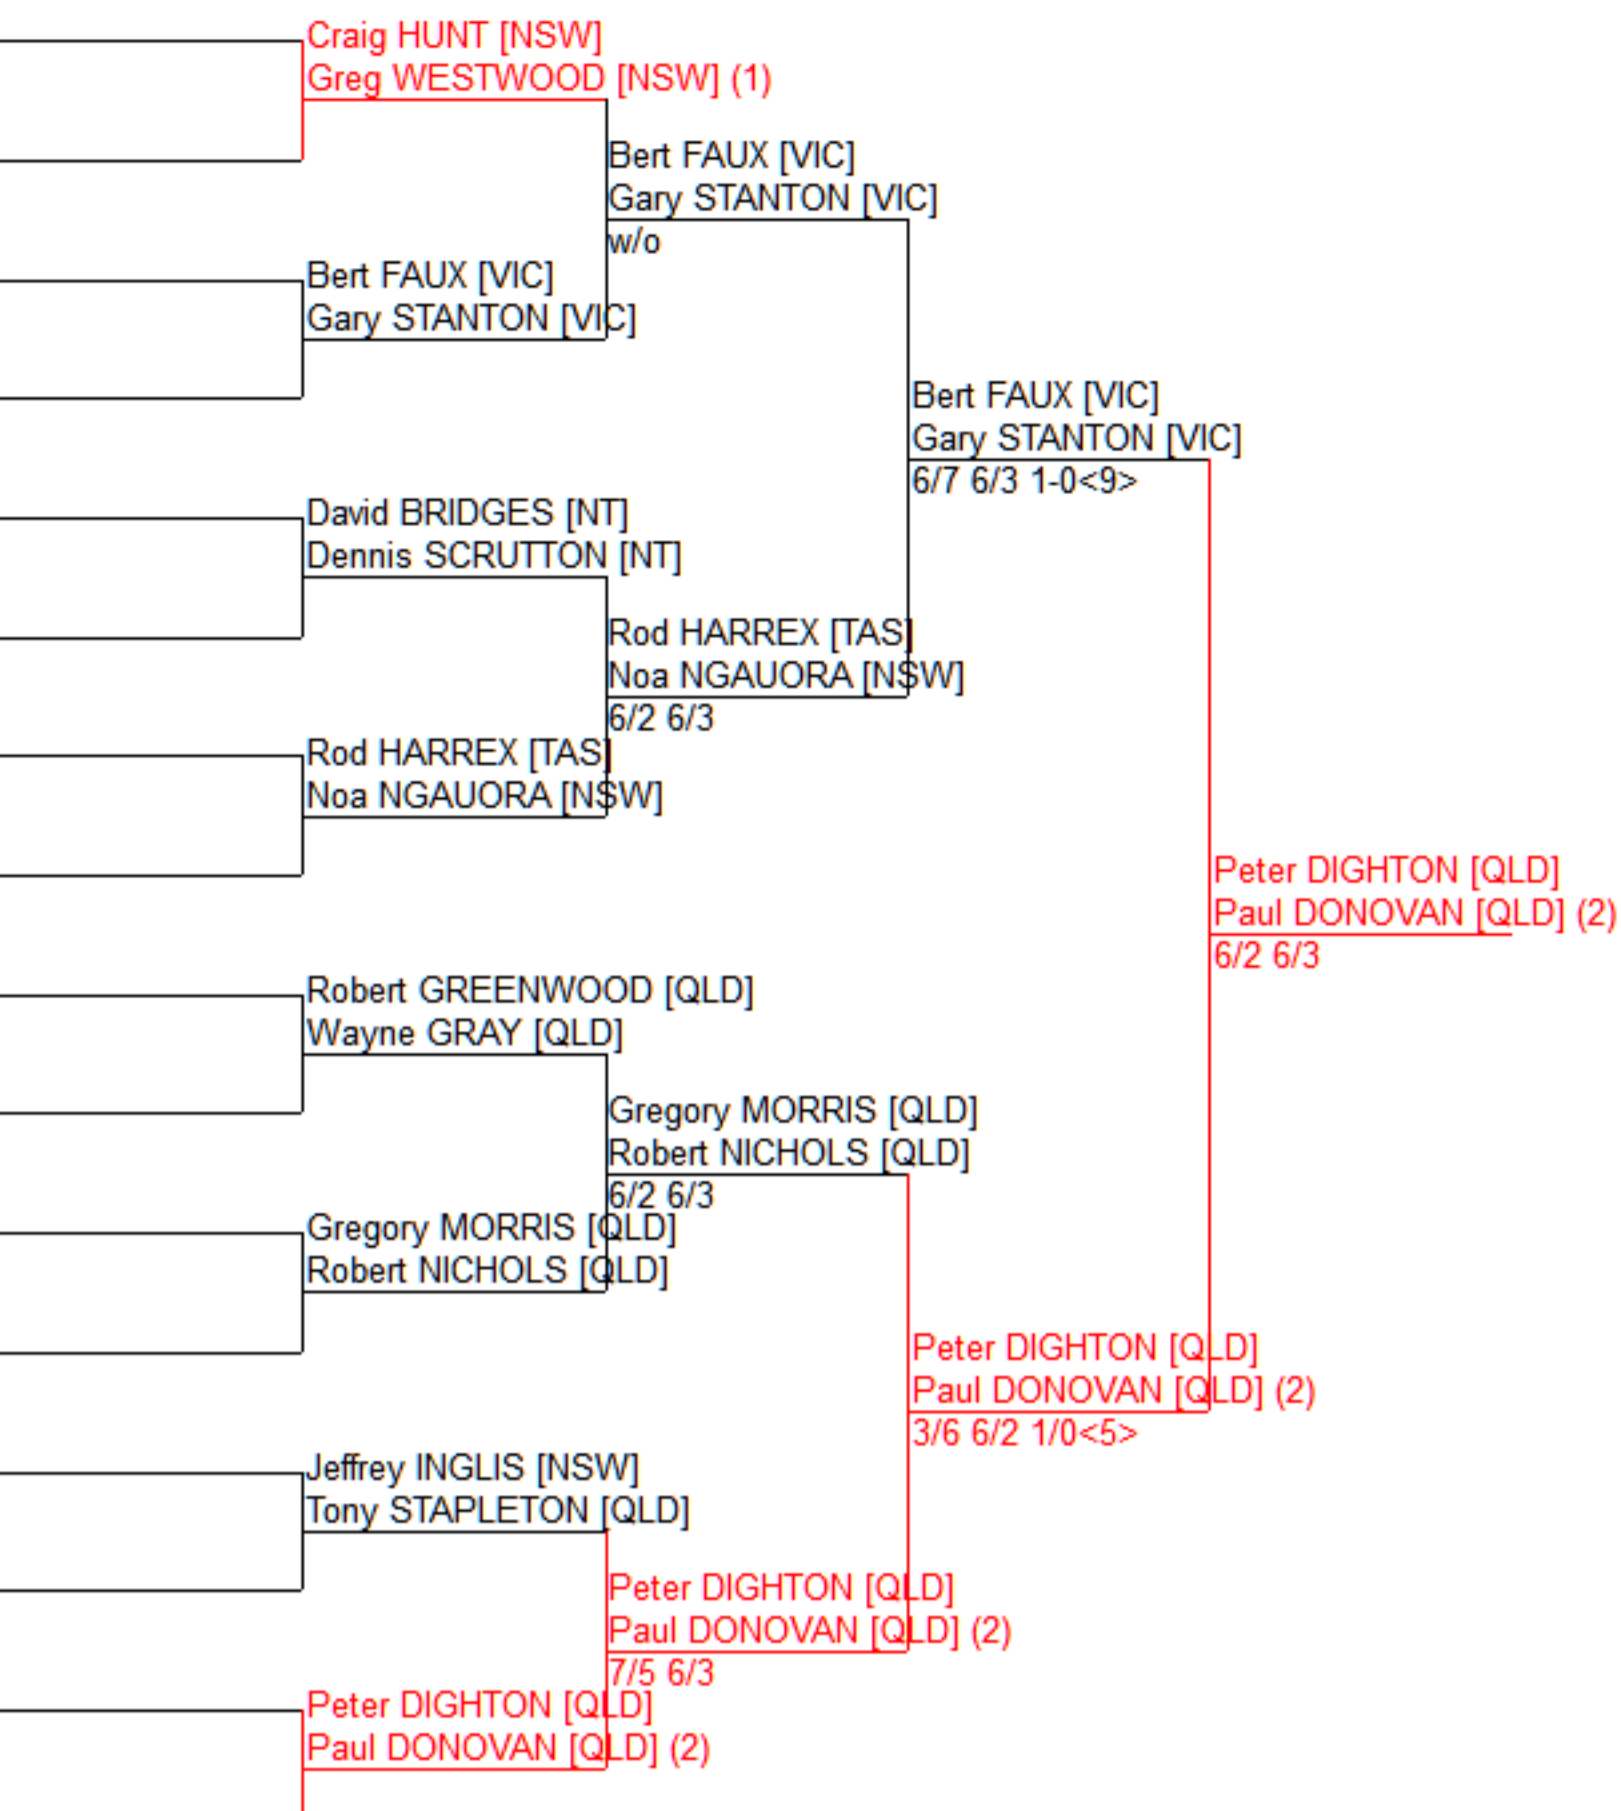 Craig HUNT [NSW]
Greg WESTWOOD [NSW] (1)
Bert FAUX [VIC]
Gary STANTON [VIC]
w/o
Bert FAUX [VIC]
Gary STANTON [VIC]
Bert FAUX [VIC]
Gary STANTON [VIC]
6/7 6/3 1-0<9>
David BRIDGES [NT]
Dennis SCRUTTON [NT]
Rod HARREX [TAS]
Noa NGAUORA [NSW]
6/2 6/3
Rod HARREX [TAS]
Noa NGAUORA [NSW]
Peter DIGHTON [QLD]
Paul DONOVAN [QLD] (2)
6/2 6/3
Robert GREENWOOD [QLD]
Wayne GRAY [QLD]
Gregory MORRIS [QLD]
Robert NICHOLS [QLD]
6/2 6/3
Gregory MORRIS [QLD]
Robert NICHOLS [QLD]
Peter DIGHTON [QLD]
Paul DONOVAN [QLD] (2)
3/6 6/2 1/0<5>
Jeffrey INGLIS [NSW]
Tony STAPLETON [QLD]
Peter DIGHTON [QLD]
Paul DONOVAN [QLD] (2)
7/5 6/3
Peter DIGHTON [QLD]
Paul DONOVAN [QLD] (2)